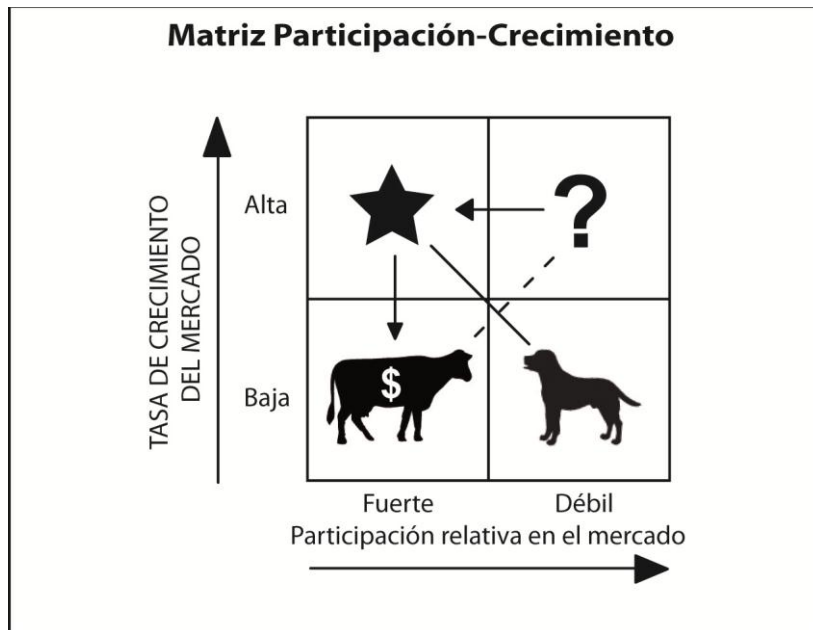 Matriz Participación-Crecimiento
TASA DE CRECIMIENTO
DEL MERCADO
Alta
?
Baja
$
Fuerte
Débil
Participación relativa en el mercado